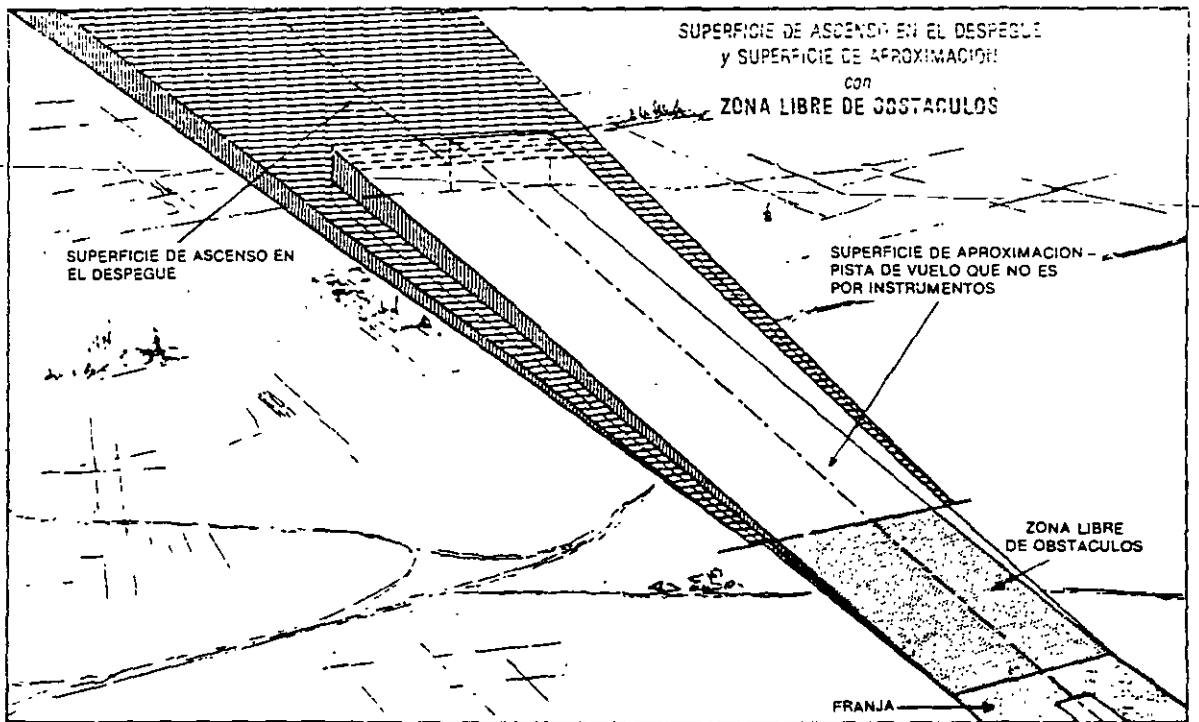 SUPERFICIE DE ASCENSO EN EL DESPEGUE
y SUPERFICIE DE APROXIMACION
con
ZONA LIBRE DE OBSTACULOS
SUPERFICIE DE ASCENSO EN
EL DESPEGUE
SUPERFICIE DE APROXIMACION –
PISTA DE VUELO QUE NO ES
POR INSTRUMENTOS
ZONA LIBRE
DE OBSTACULOS
FRANJA